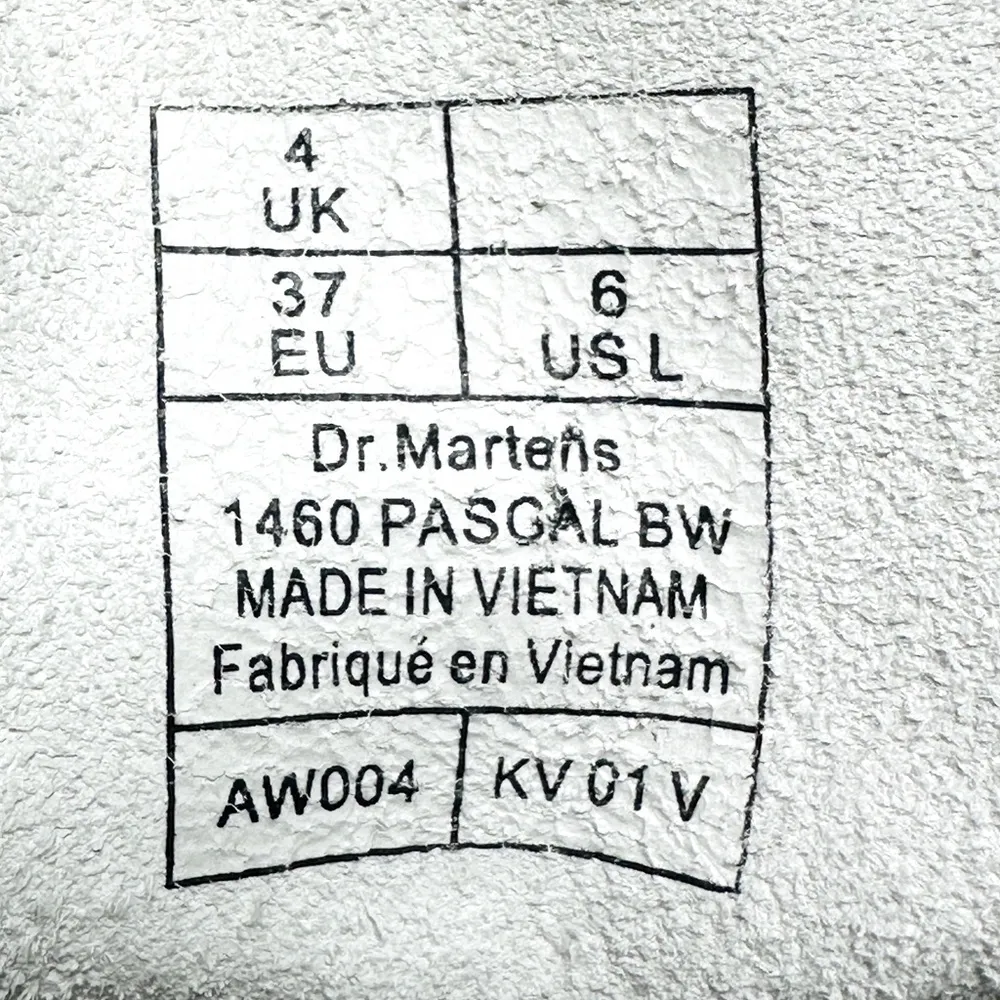 4
UK
37
EU
6
US L
Dr.Martens
1460 PASCAL BW
MADE IN VIETNAM
Fabriqué en Vietnam
AW004
KV 01 V